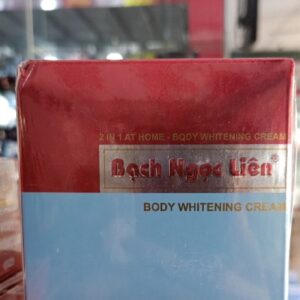 2 IN 1 AT HOME - BODY WHITENING CREAM
Bạch Ngọc Liên®
BODY WHITENING CREAM